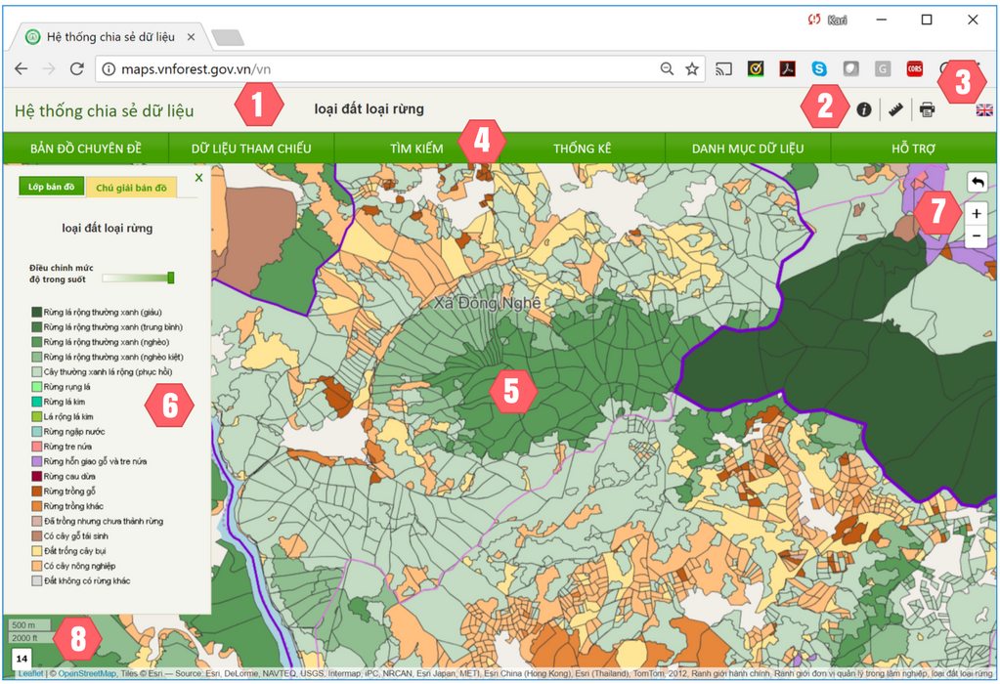 Kari
Hệ thống chia sẻ dữ liệu
maps.vnforest.gov.vn/vn
G
CORS
1
2
3
Hệ thống chia sẻ dữ liệu
loại đất loại rừng
4
BẢN ĐỒ CHUYÊN ĐỀ
DỮ LIỆU THAM CHIẾU
TÌM KIẾM
THỐNG KÊ
DANH MỤC DỮ LIỆU
HỖ TRỢ
X
Lớp bản đồ
Chú giải bản đồ
7
+
−
loại đất loại rừng
Điều chỉnh mức
độ trong suốt
Xã Đông Nghê
5
6
Rừng lá rộng thường xanh (giàu)
Rừng lá rộng thường xanh (trung bình)
Rừng lá rộng thường xanh (nghèo)
Rừng lá rộng thường xanh (nghèo kiệt)
Cây thường xanh lá rộng (phục hồi)
Rừng rụng lá
Rừng lá kim
Lá rộng lá kim
Rừng ngập nước
Rừng tre nứa
Rừng hỗn giao gỗ và tre nứa
Rừng cau dừa
Rừng trồng gỗ
Rừng trồng khác
Đã trồng nhưng chưa thành rừng
Có cây gỗ tái sinh
Đất trống cây bụi
Có cây nông nghiệp
Đất không có rừng khác
500 m
2000 ft
8
14
Leaflet | © OpenStreetMap, Tiles © Esri — Source: Esri, DeLorme, NAVTEQ, USGS, Intermap, iPC, NRCAN, Esri Japan, METI, Esri China (Hong Kong), Esri (Thailand), TomTom, 2012, Ranh giới hành chính, Ranh giới đơn vị quản lý trong lâm nghiệp, loại đất loại rừng